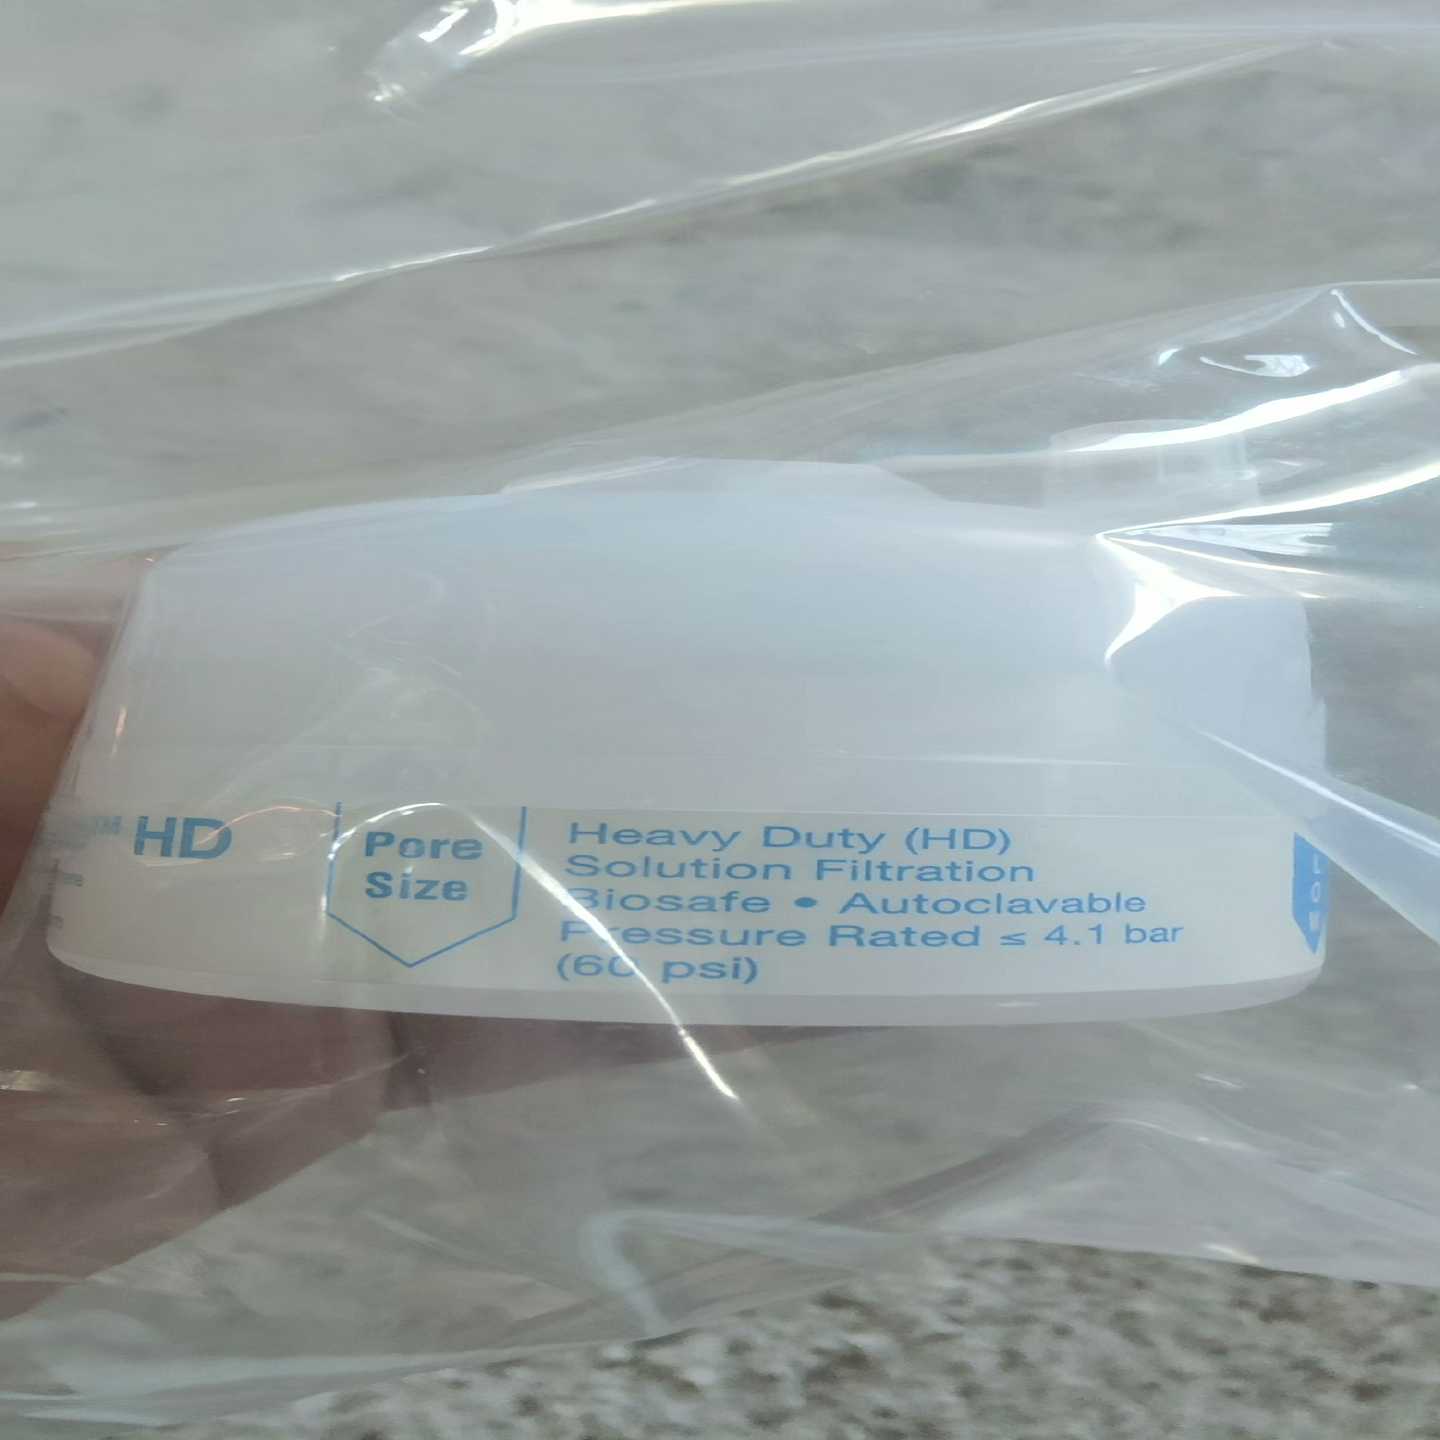 HD
Pore
Size
Heavy Duty (HD)
Solution Filtration
Biosafe • Autoclavable
Pressure Rated ≤ 4.1 bar
(60 psi)